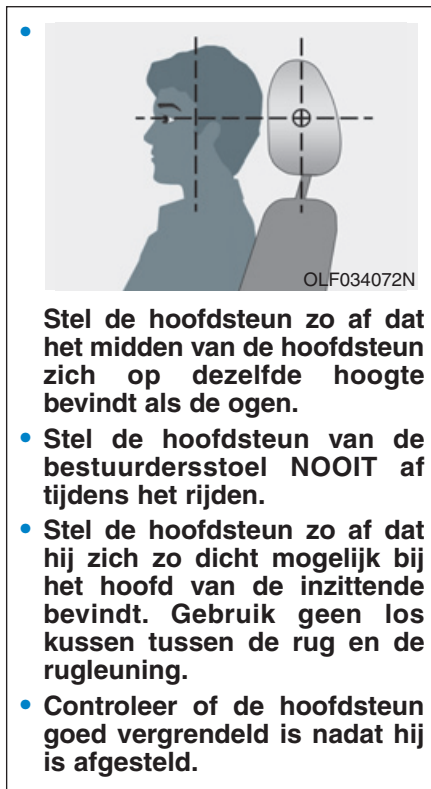 OLF034072N
Stel de hoofdsteun zo af dat
het midden van de hoofdsteun
zich op dezelfde hoogte
bevindt als de ogen.
• Stel de hoofdsteun van de
bestuurdersstoel NOOIT af
tijdens het rijden.
• Stel de hoofdsteun zo af dat
hij zich zo dicht mogelijk bij
het hoofd van de inzittende
bevindt. Gebruik geen los
kussen tussen de rug en de
rugleuning.
• Controleer of de hoofdsteun
goed vergrendeld is nadat hij
is afgesteld.